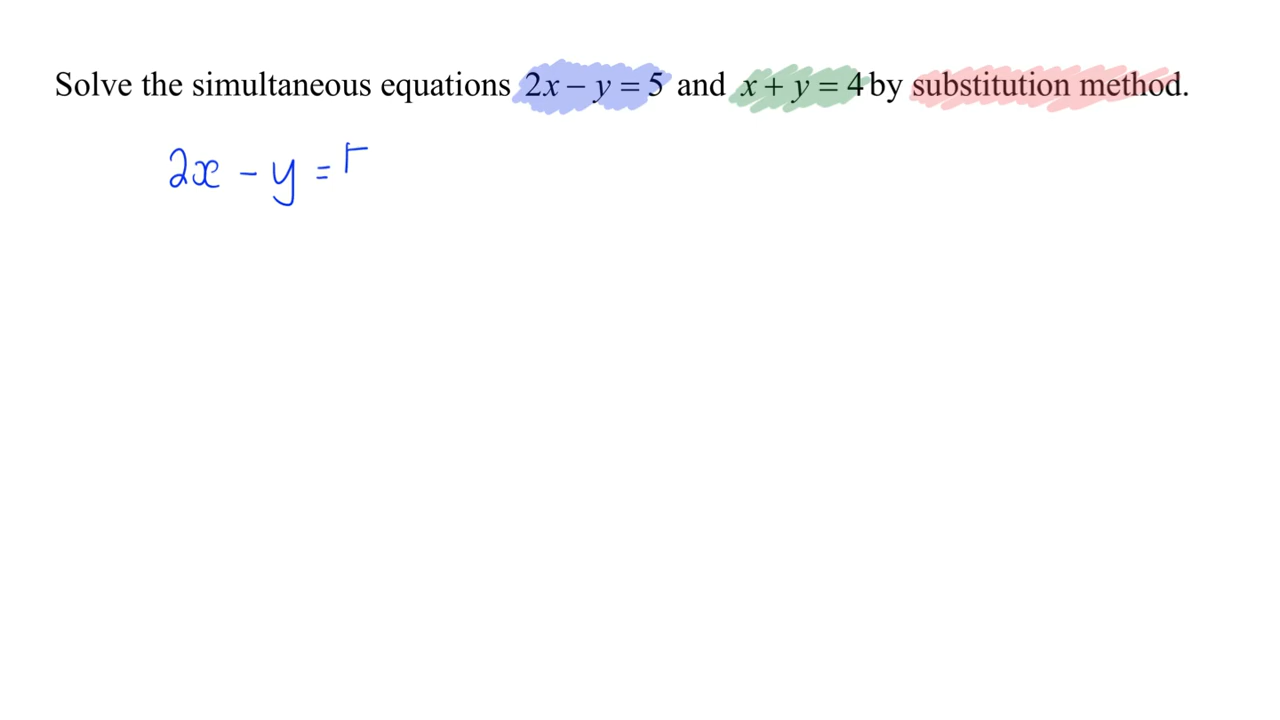 Solve the simultaneous equations 2x − y = 5 and x + y = 4 by substitution method.
2x − y =